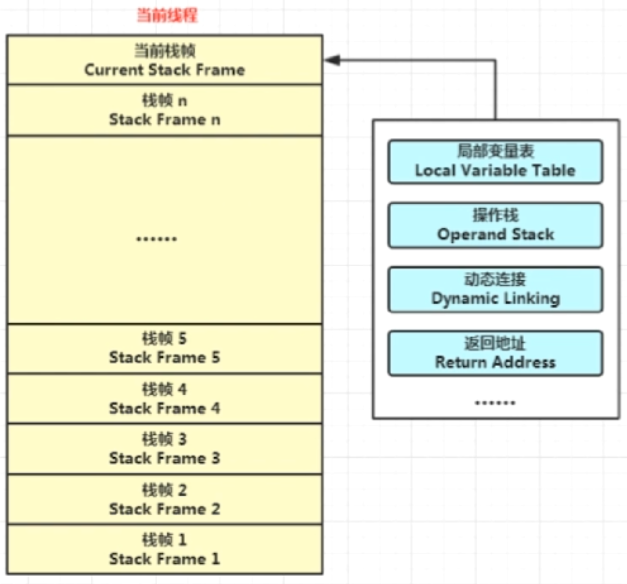 当前线程
当前栈帧
Current Stack Frame
栈帧 n
Stack Frame n
......
栈帧 5
Stack Frame 5
栈帧 4
Stack Frame 4
栈帧 3
Stack Frame 3
栈帧 2
Stack Frame 2
栈帧 1
Stack Frame 1
局部变量表
Local Variable Table
操作栈
Operand Stack
动态连接
Dynamic Linking
返回地址
Return Address
......